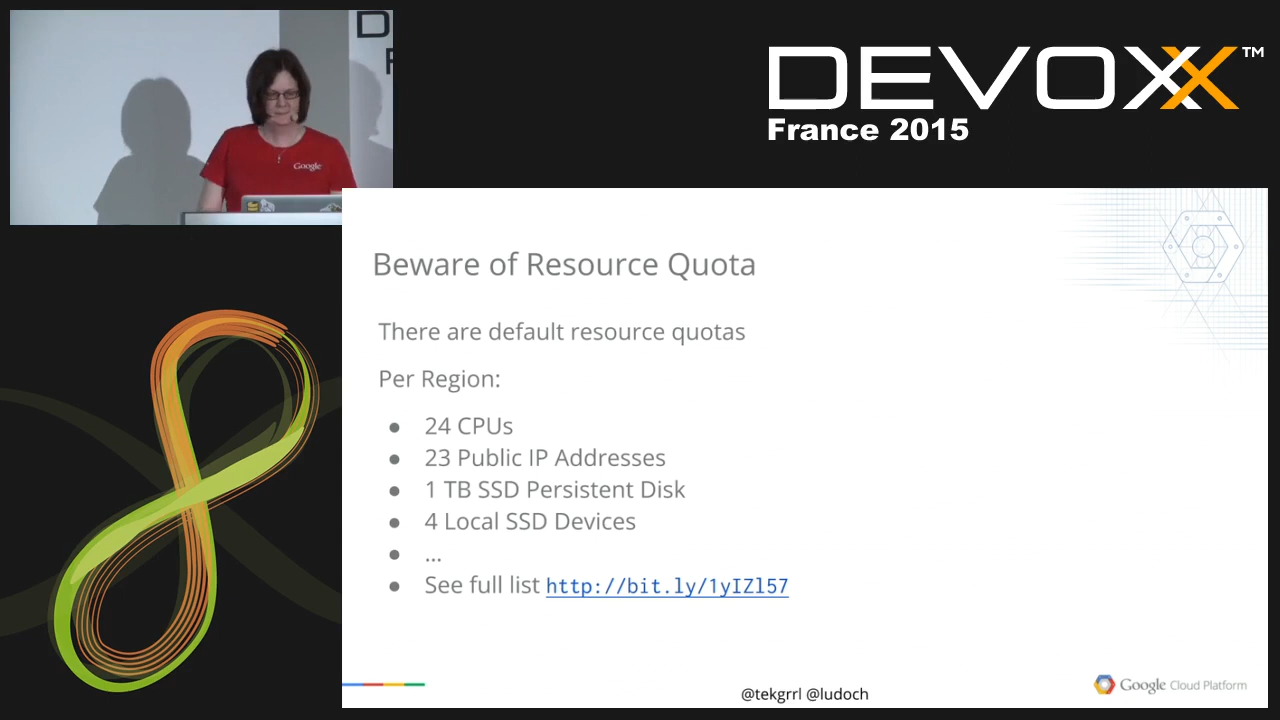 DEVOXX™
France 2015
D
F
Google
Beware of Resource Quota
There are default resource quotas
Per Region:
● 24 CPUs
● 23 Public IP Addresses
● 1 TB SSD Persistent Disk
● 4 Local SSD Devices
● ...
● See full list http://bit.ly/1yIZl57
@tekgrrl @ludoch
Google Cloud Platform